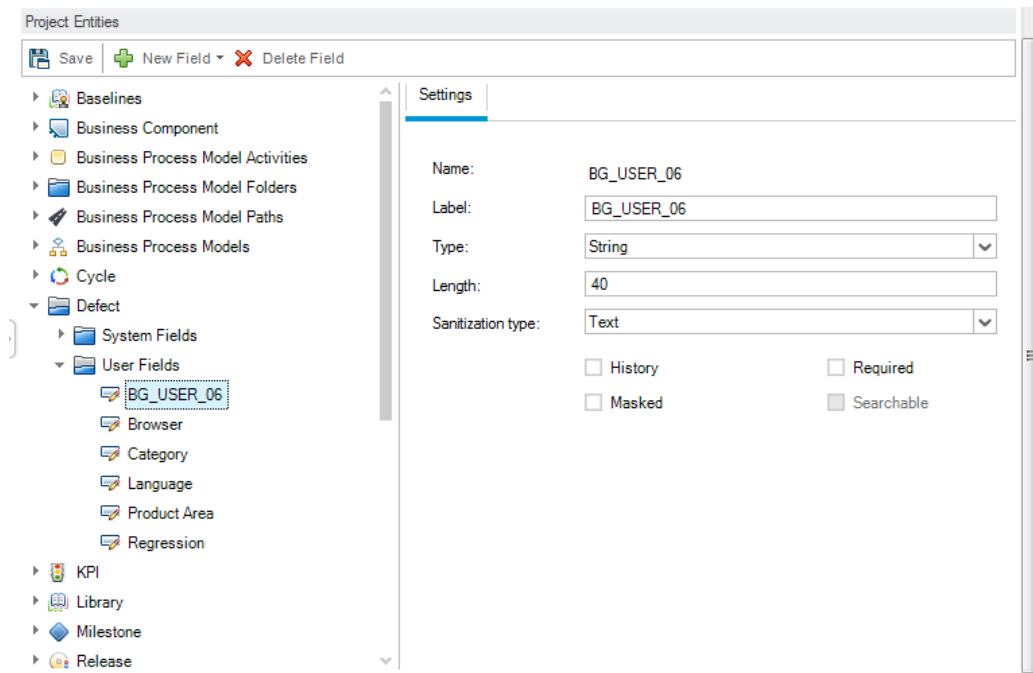 Project Entities
Save New Field Delete Field
Baselines
Business Component
Business Process Model Activities
Business Process Model Folders
Business Process Model Paths
Business Process Models
Cycle
Defect
System Fields
User Fields
BG_USER_06
Browser
Category
Language
Product Area
Regression
KPI
Library
Milestone
Release
Settings
Name: BG_USER_06
Label: BG_USER_06
Type: String
Length: 40
Sanitization type: Text
History Required
Masked Searchable